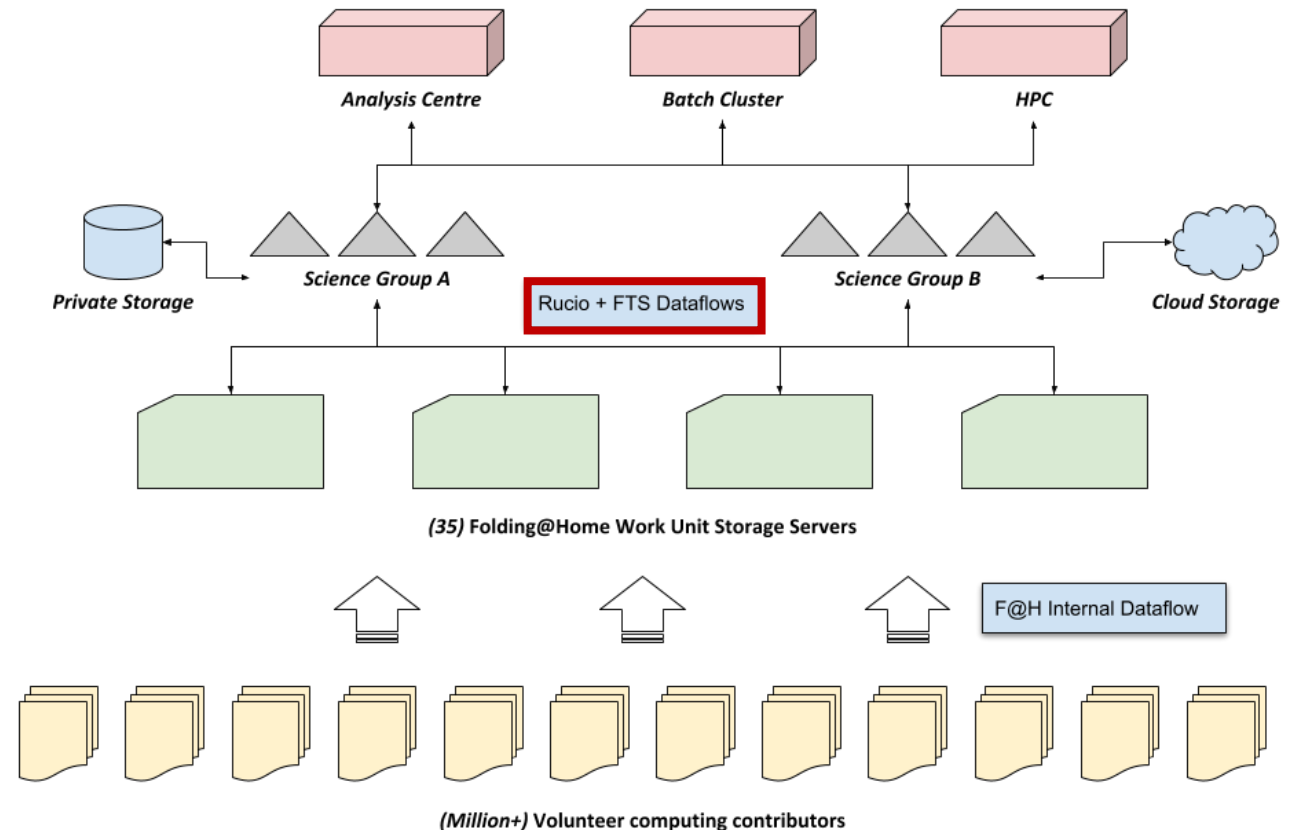 Analysis Centre
Batch Cluster
HPC
Private Storage
Science Group A
Science Group B
Cloud Storage
Rucio + FTS Dataflows
(35) Folding@Home Work Unit Storage Servers
F@H Internal Dataflow
(Million+) Volunteer computing contributors